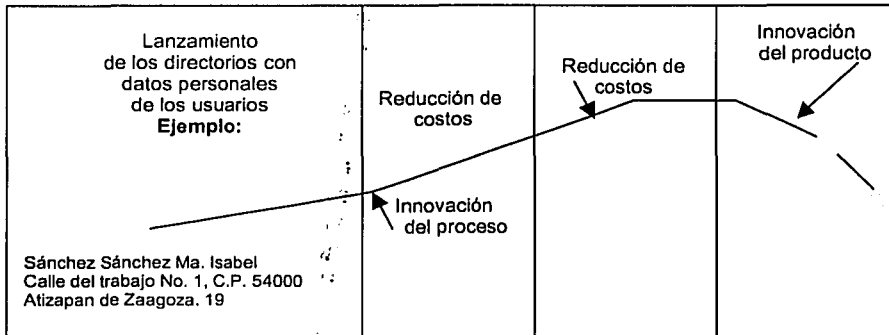 Lanzamiento
de los directorios con
datos personales
de los usuarios
Ejemplo:
Sánchez Sánchez Ma. Isabel
Calle del trabajo No. 1, C.P. 54000
Atizapan de Zaagoza. 19
Reducción de
costos
Innovación
del proceso
Reducción de
costos
Innovación
del producto